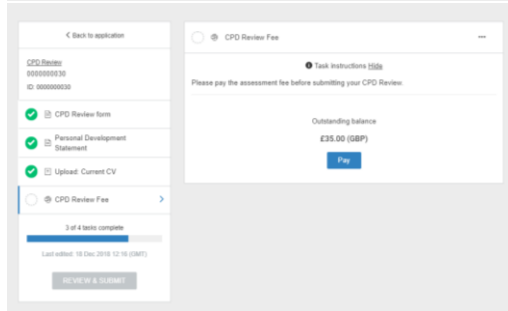 Back to application
CPD Review
0000000030
ID: 0000000030
CPD Review form
Personal Development
Statement
Upload: Current CV
CPD Review Fee
3 of 4 tasks complete
Last edited: 18 Dec 2018 12:16 (GMT)
REVIEW & SUBMIT
CPD Review Fee
Task instructions Hide
Please pay the assessment fee before submitting your CPD Review.
Outstanding balance
£35.00 (GBP)
Pay